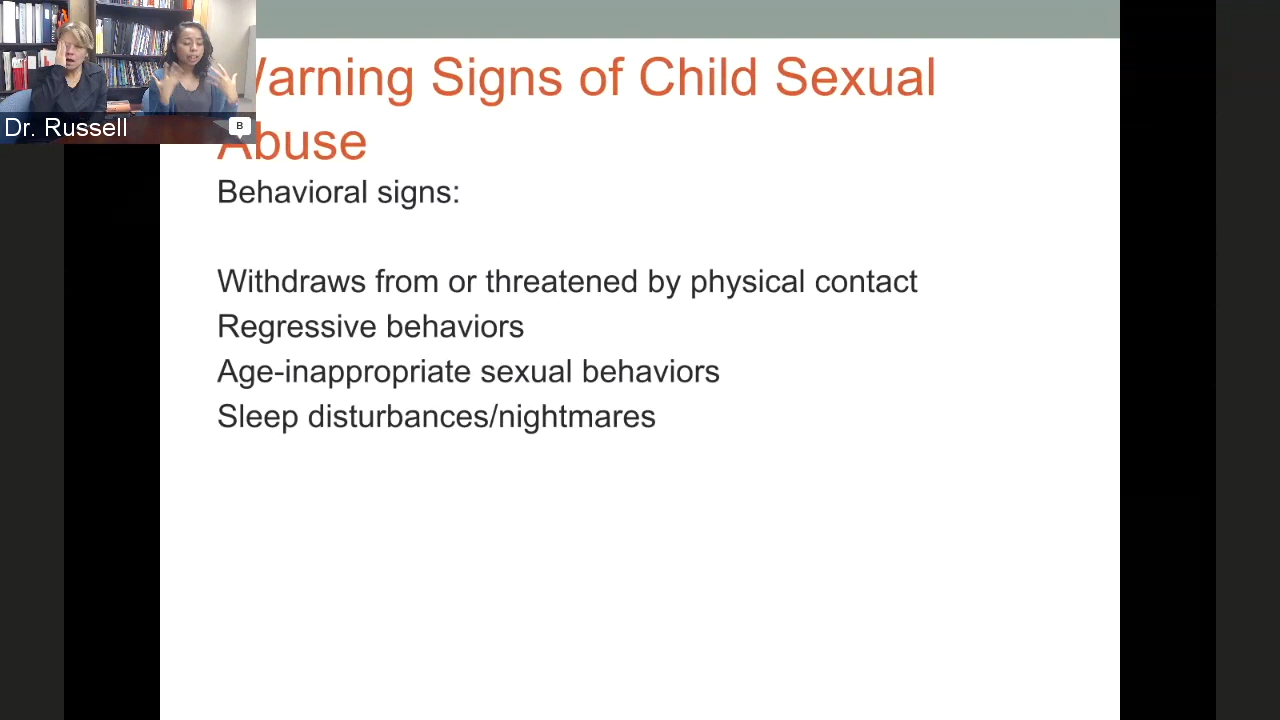 Warning Signs of Child Sexual
Abuse
Dr. Russell
B
Behavioral signs:
Withdraws from or threatened by physical contact
Regressive behaviors
Age-inappropriate sexual behaviors
Sleep disturbances/nightmares